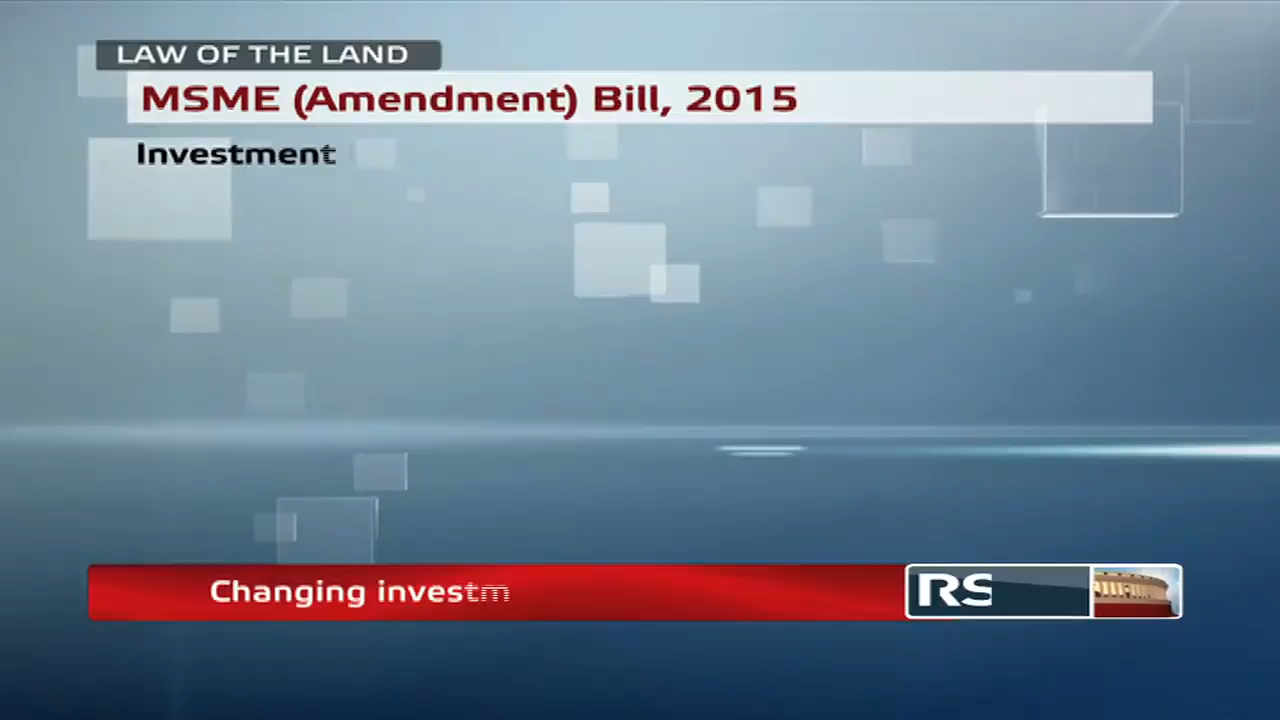 LAW OF THE LAND
MSME (Amendment) Bill, 2015
Investment
Changing investm
RS